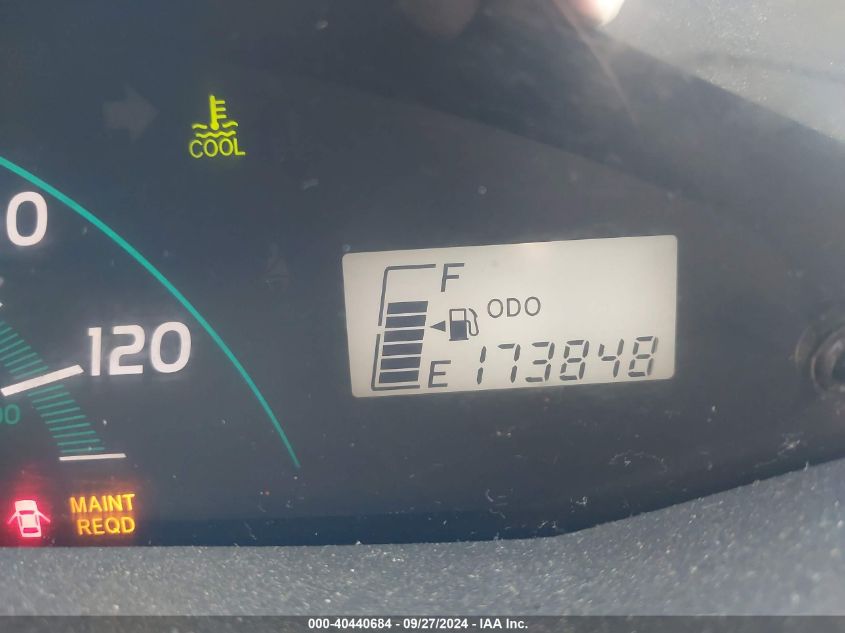 COOL
0
120
F
ODO
E 173848
MAINT
REQD
000-40440684 - 09/27/2024 - IAA Inc.